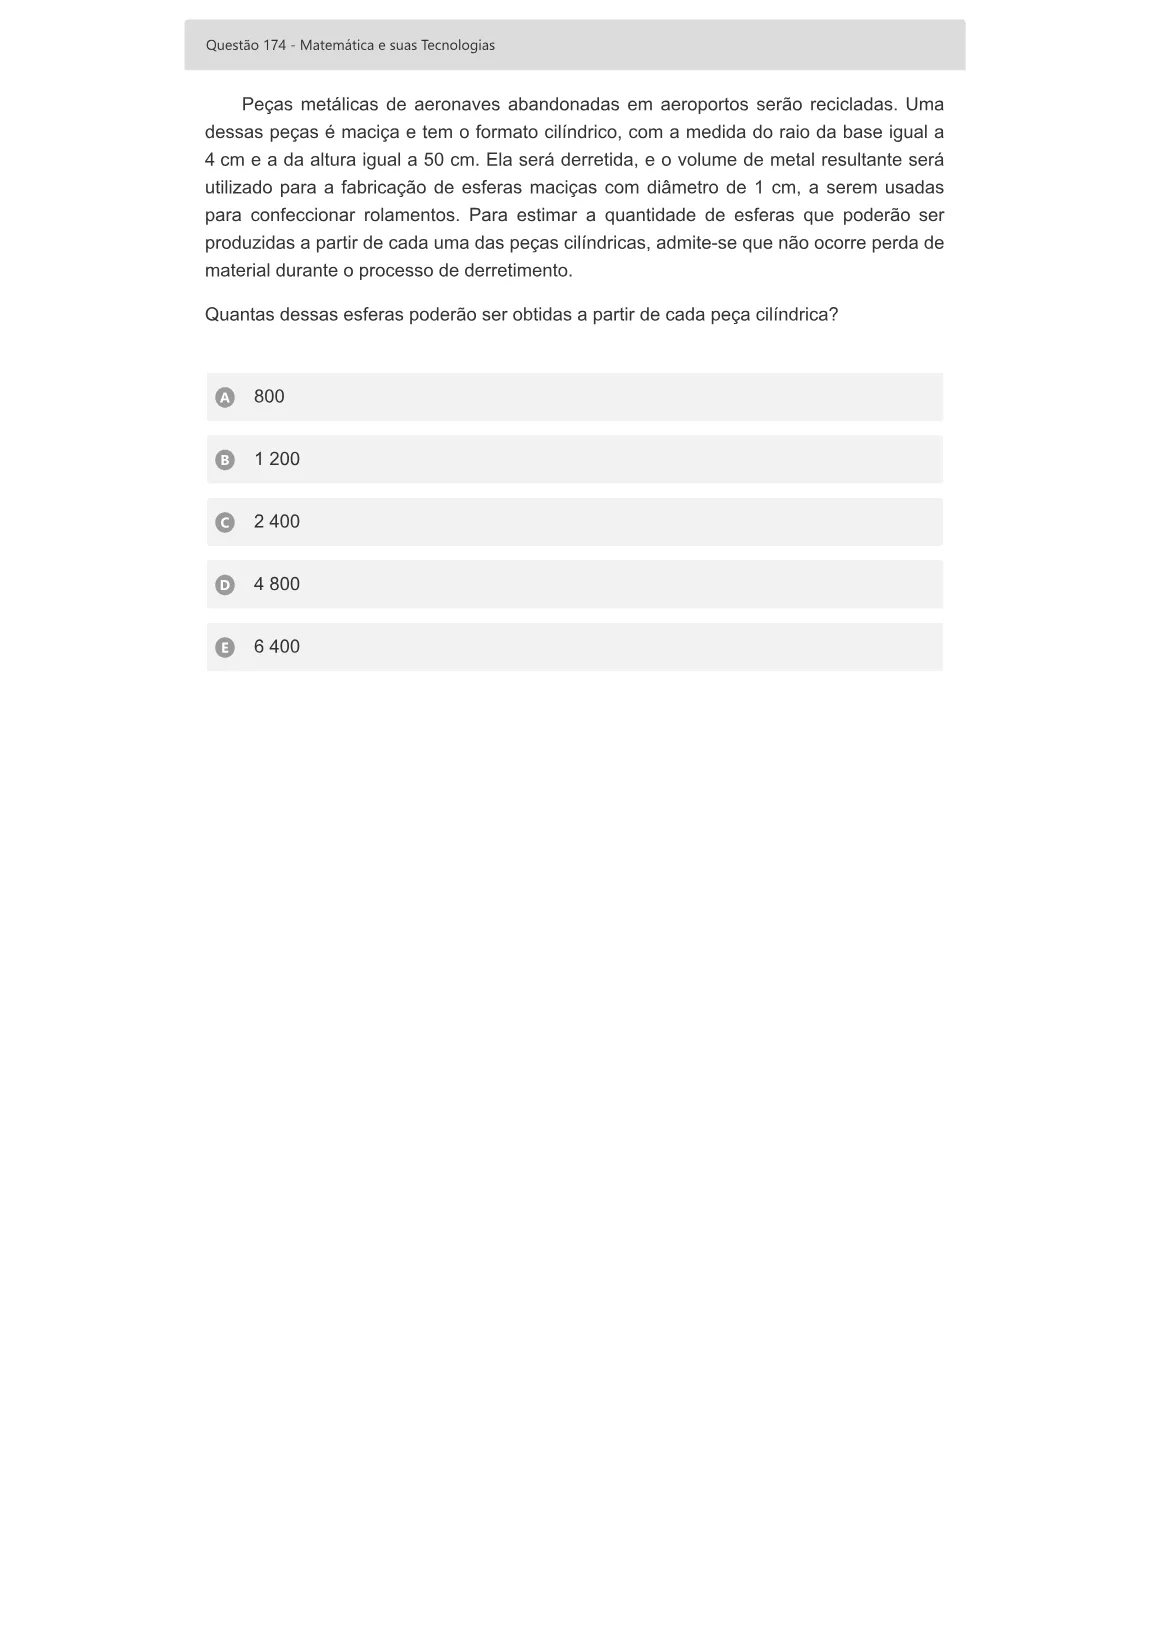 Questão 174 - Matemática e suas Tecnologias
Peças metálicas de aeronaves abandonadas em aeroportos serão recicladas. Uma
dessas peças é maciça e tem o formato cilíndrico, com a medida do raio da base igual a
4 cm e a da altura igual a 50 cm. Ela será derretida, e o volume de metal resultante será
utilizado para a fabricação de esferas maciças com diâmetro de 1 cm, a serem usadas
para confeccionar rolamentos. Para estimar a quantidade de esferas que poderão ser
produzidas a partir de cada uma das peças cilíndricas, admite-se que não ocorre perda de
material durante o processo de derretimento.
Quantas dessas esferas poderão ser obtidas a partir de cada peça cilíndrica?
A 800
B 1 200
C 2 400
D 4 800
E 6 400